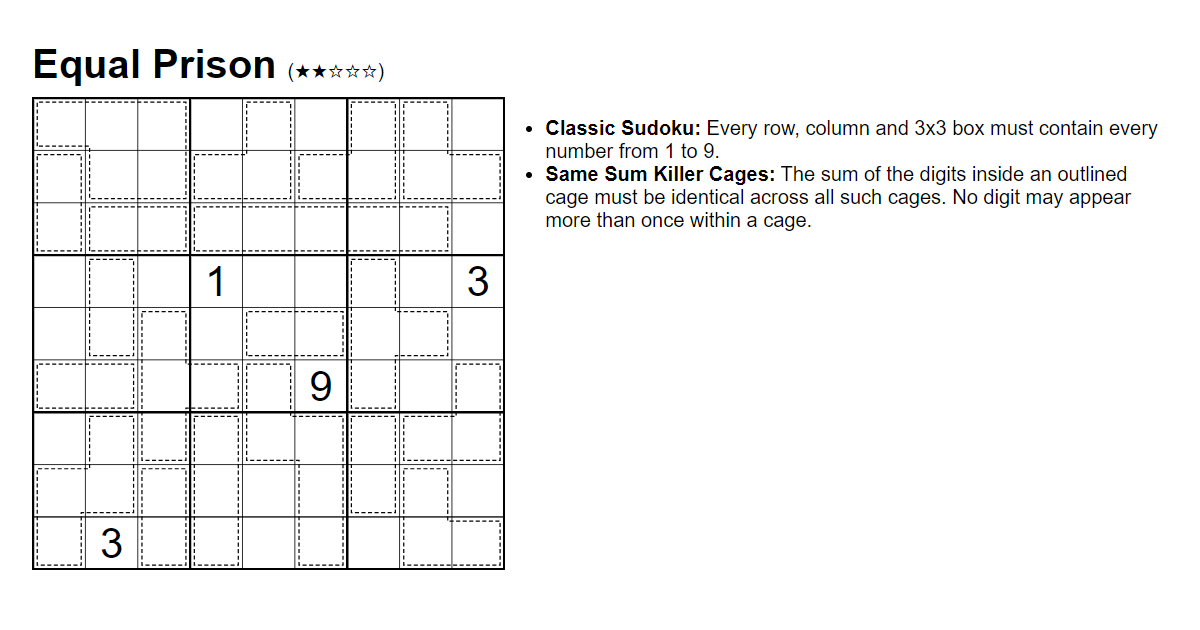 Equal Prison (★★☆☆☆)
• Classic Sudoku: Every row, column and 3x3 box must contain every
number from 1 to 9.
• Same Sum Killer Cages: The sum of the digits inside an outlined
cage must be identical across all such cages. No digit may appear
more than once within a cage.
1 3
9
3